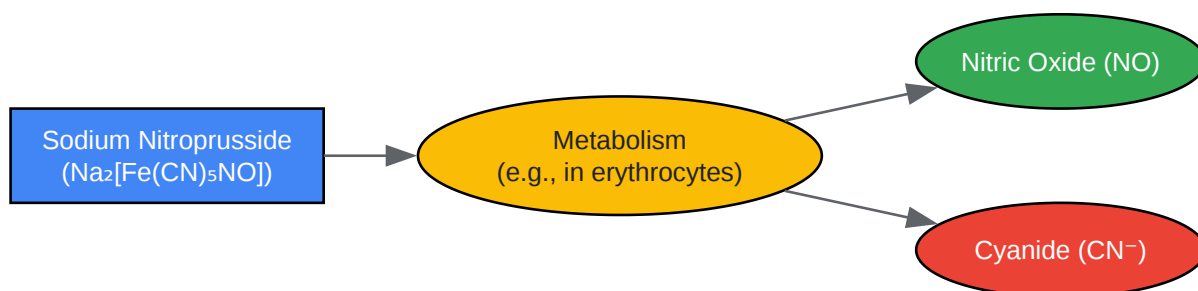 Sodium Nitroprusside
(Na₂[Fe(CN)₅NO])
Metabolism
(e.g., in erythrocytes)
Nitric Oxide (NO)
Cyanide (CN⁻)